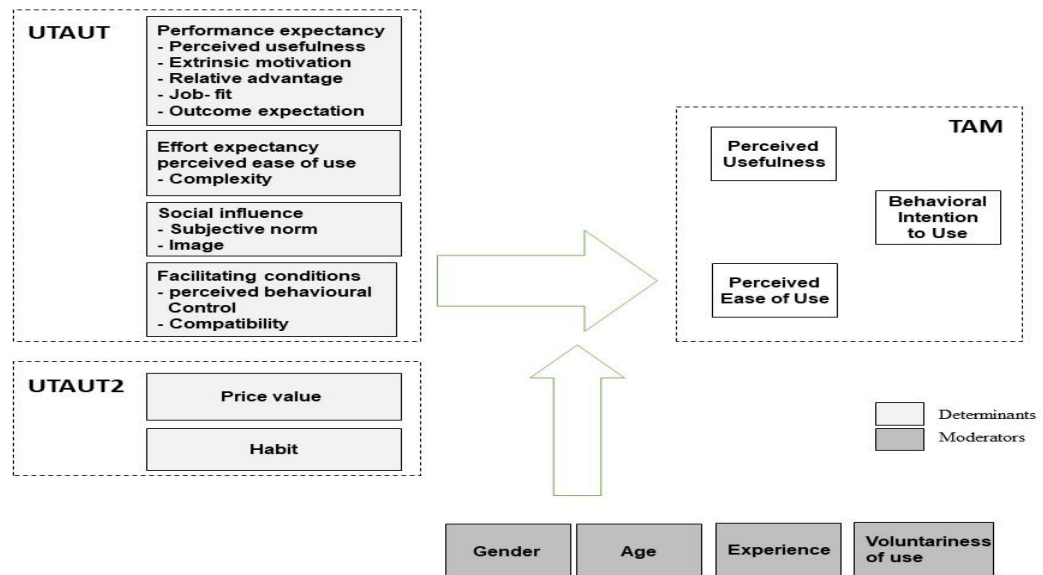 UTAUT
Performance expectancy
- Perceived usefulness
- Extrinsic motivation
- Relative advantage
- Job- fit
- Outcome expectation
Effort expectancy
perceived ease of use
- Complexity
Social influence
- Subjective norm
- Image
Facilitating conditions
- perceived behavioural
Control
- Compatibility
UTAUT2
Price value
Habit
TAM
Perceived
Usefulness
Behavioral
Intention
to Use
Perceived
Ease of Use
Determinants
Moderators
Gender
Age
Experience
Voluntariness
of use